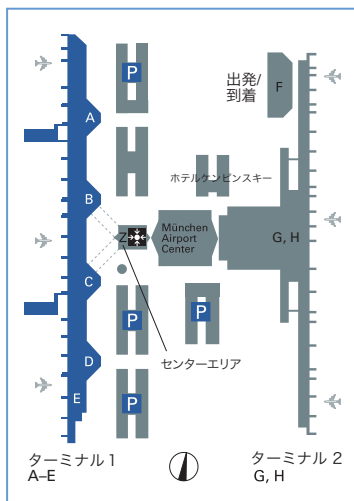 P
出発/
到着
F
A
ホテルケンピンスキー
B
München
Airport
Center
Z
G, H
C
P
P
センターエリア
D
E
P
ターミナル 1
A–E
ターミナル 2
G, H